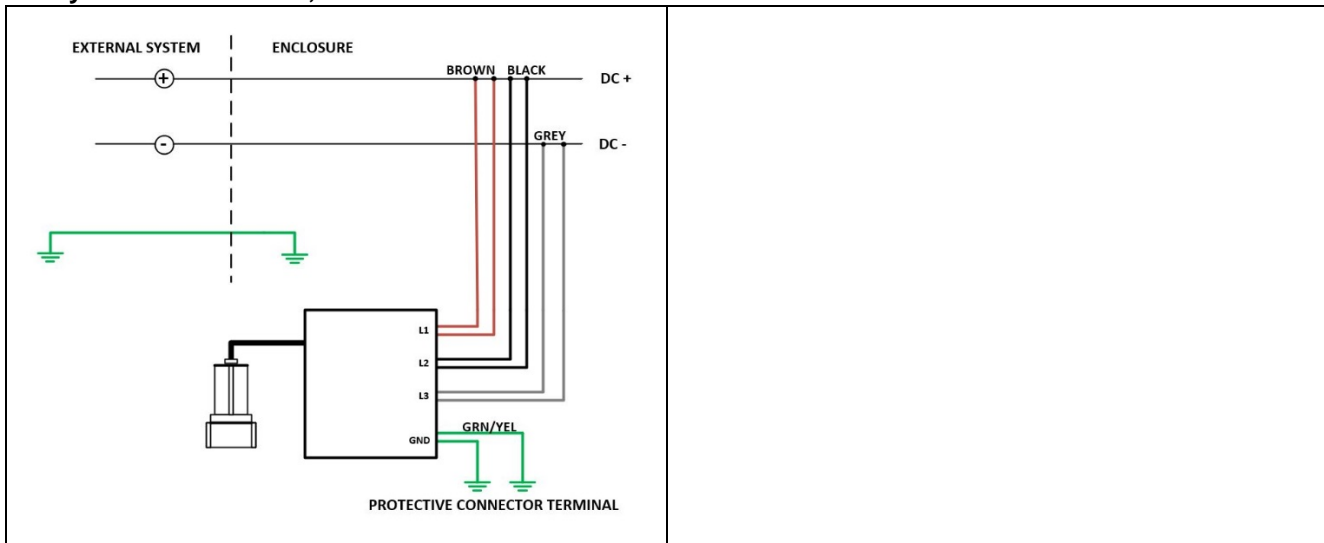 EXTERNAL SYSTEM ENCLOSURE
BROWN BLACK
+ DC +
GREY
- DC -
L1
L2
L3
GRN/YEL
GND
PROTECTIVE CONNECTOR TERMINAL